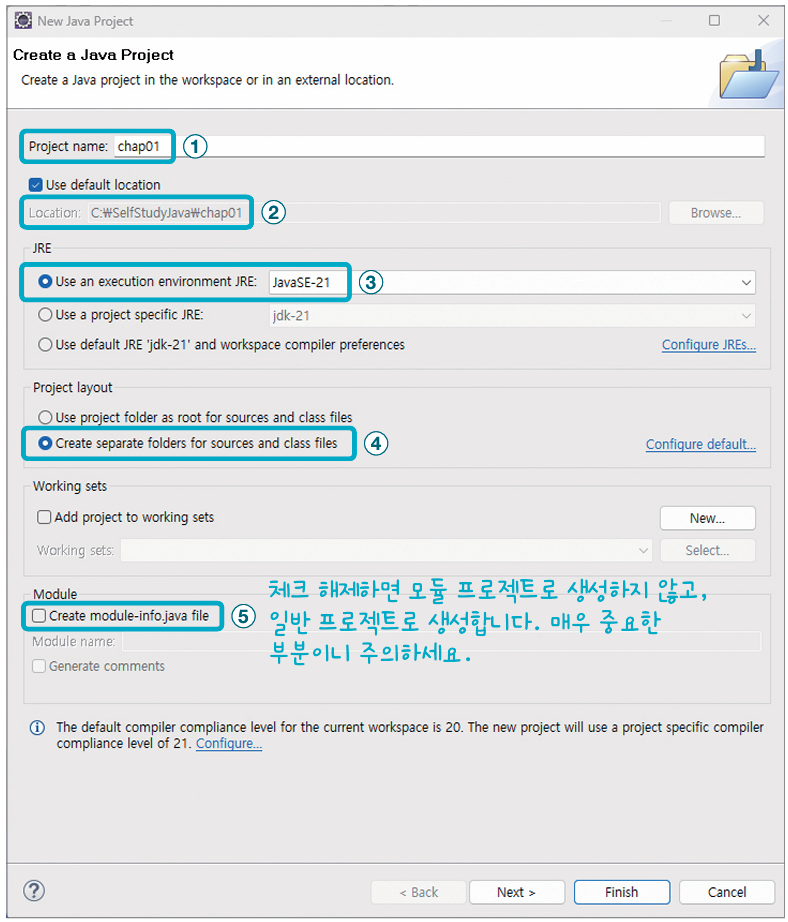 New Java Project
Create a Java Project
Create a Java project in the workspace or in an external location.
Project name: chap01 ①
Use default location
Location: C:₩SelfStudyJava₩chap01 ② Browse...
JRE
Use an execution environment JRE: JavaSE-21 ③
Use a project specific JRE: jdk-21
Use default JRE 'jdk-21' and workspace compiler preferences Configure JREs...
Project layout
Use project folder as root for sources and class files
Create separate folders for sources and class files ④ Configure default...
Working sets
Add project to working sets New...
Working sets: Select...
Module
Create module-info.java file ⑤
체크 해제하면 모듈 프로젝트로 생성하지 않고,
일반 프로젝트로 생성합니다. 매우 중요한
부분이니 주의하세요.
Module name:
Generate comments
The default compiler compliance level for the current workspace is 20. The new project will use a project specific compiler
compliance level of 21. Configure...
? < Back Next > Finish Cancel